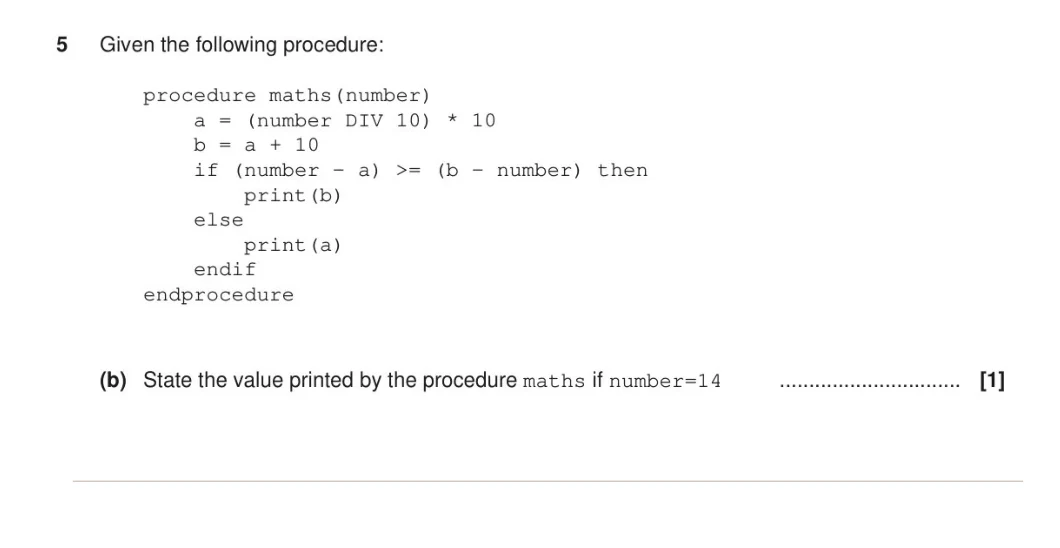 5 Given the following procedure:
procedure maths(number)
a = (number DIV 10) * 10
b = a + 10
if (number - a) >= (b - number) then
print(b)
else
print(a)
endif
endprocedure
(b) State the value printed by the procedure maths if number=14 ............................... [1]